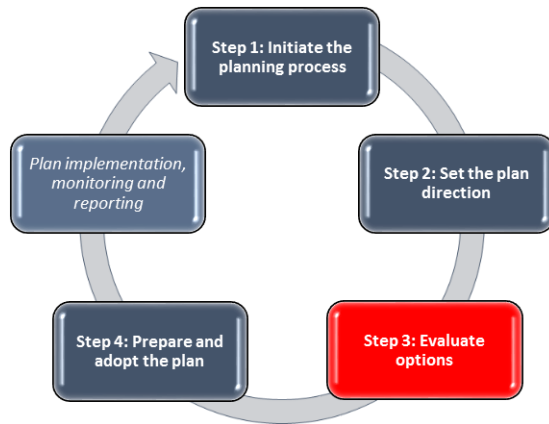 Step 1: Initiate the
planning process
Step 2: Set the plan
direction
Step 3: Evaluate
options
Step 4: Prepare and
adopt the plan
Plan implementation,
monitoring and
reporting